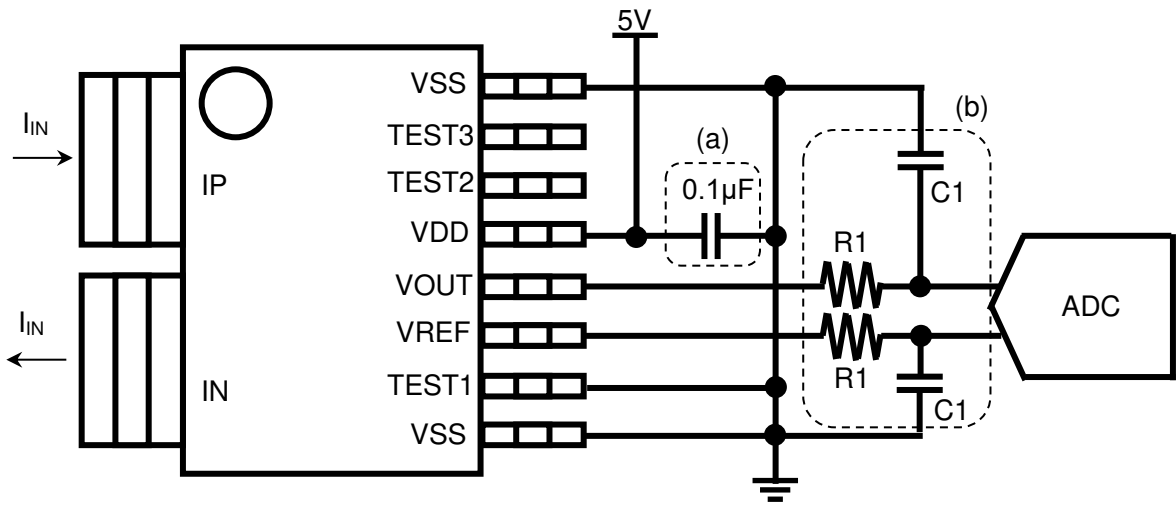 5V
VSS
(b)
I_IN
TEST3
(a)
0.1µF
C1
IP
TEST2
VDD
R1
VOUT
ADC
I_IN
VREF
R1
IN
TEST1
C1
VSS